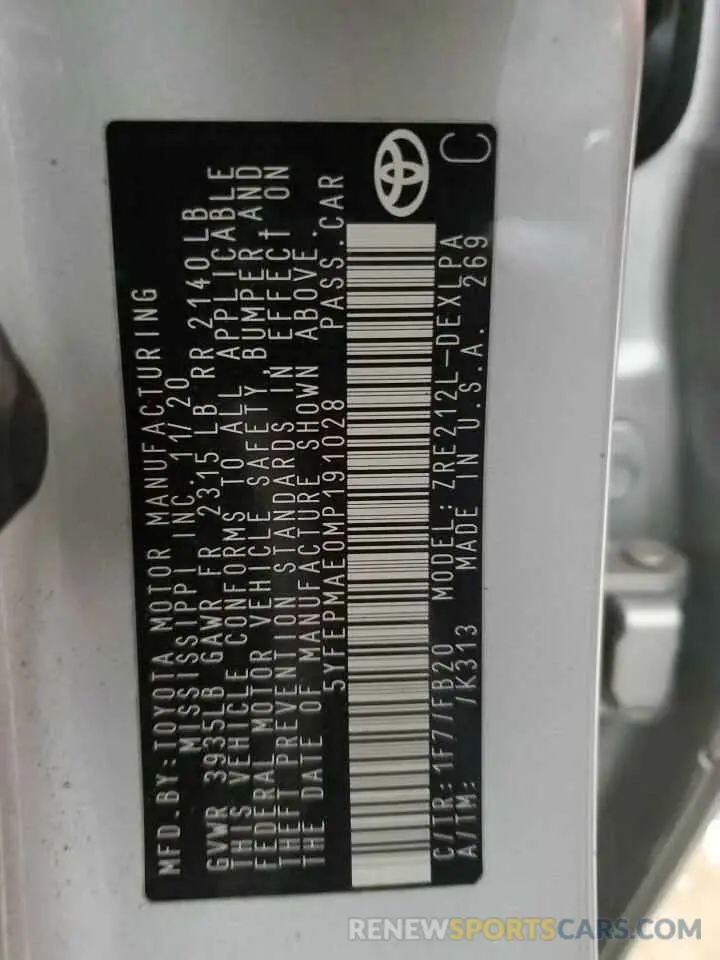 MFD.BY:TOYOTA MOTOR MANUFACTURING
MISSISSIPPI INC. 11/20
GVWR 3935LB GAWR FR 2315 LB RR 2140LB
THIS VEHICLE CONFORMS TO ALL APPLICABLE
FEDERAL MOTOR VEHICLE SAFETY,BUMPER AND
THEFT PREVENTION STANDARDS IN EFFECT ON
THE DATE OF MANUFACTURE SHOWN ABOVE.
5YFEPMAE0MP191028 PASS.CAR
C/TR:1F7/FB20 MODEL:ZRE212L-DEXLPA
A/TM: /K313 MADE IN U.S.A. 269
C
RENEWSPORTSCARS.COM